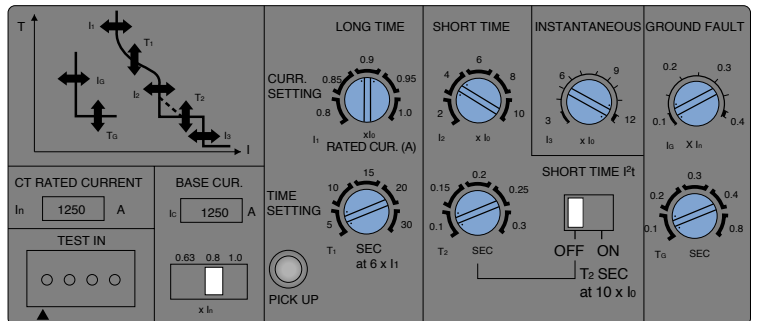 T
I1
T1
IG
I2
T2
TG
I3
I
CT RATED CURRENT
In 1250 A
BASE CUR.
Ic 1250 A
TEST IN
0.63 0.8 1.0
x In
LONG TIME
CURR.
SETTING
0.8
0.85
0.9
0.95
1.0
I1 xI0
RATED CUR. (A)
TIME
SETTING
5
10
15
20
30
T1 SEC
at 6 x I1
PICK UP
SHORT TIME
2
4
6
8
10
I2 x I0
0.1
0.15
0.2
0.25
0.3
T2 SEC
INSTANTANEOUS
3
6
9
12
I3 x I0
SHORT TIME I²t
OFF ON
T2 SEC
at 10 x I0
GROUND FAULT
0.1
0.2
0.3
0.4
IG X In
0.1
0.2
0.3
0.4
0.8
TG SEC